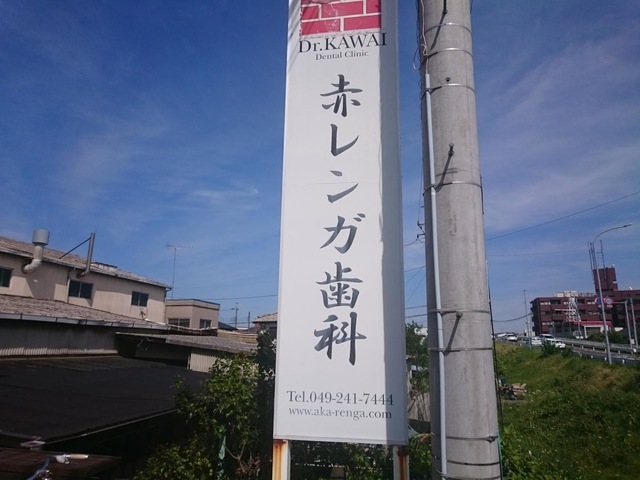 Dr.KAWAI
Dental Clinic
赤レンガ歯科
Tel.049-241-7444
www.aka-renga.com